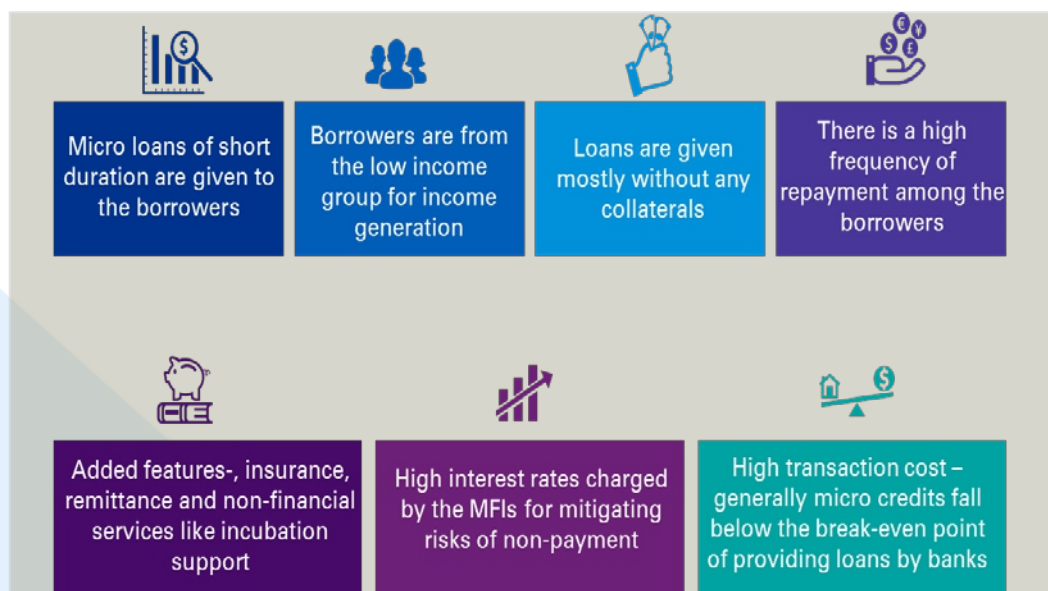 Micro loans of short
duration are given to
the borrowers
Borrowers are from
the low income
group for income
generation
Loans are given
mostly without any
collaterals
There is a high
frequency of
repayment among the
borrowers
Added features-, insurance,
remittance and non-financial
services like incubation
support
High interest rates charged
by the MFIs for mitigating
risks of non-payment
High transaction cost –
generally micro credits fall
below the break-even point
of providing loans by banks